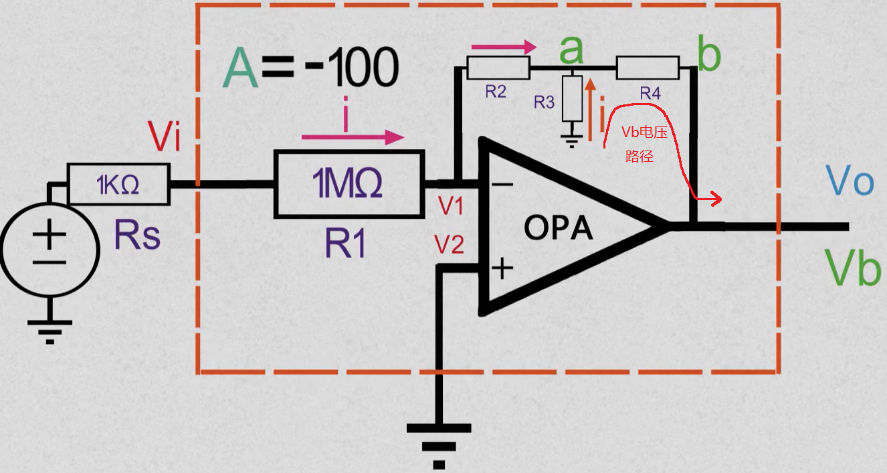 A=-100
a
b
R2
R3
R4
i
i
Vb电压
路径
Vi
1KΩ
Rs
1MΩ
R1
V1
V2
OPA
Vo
Vb